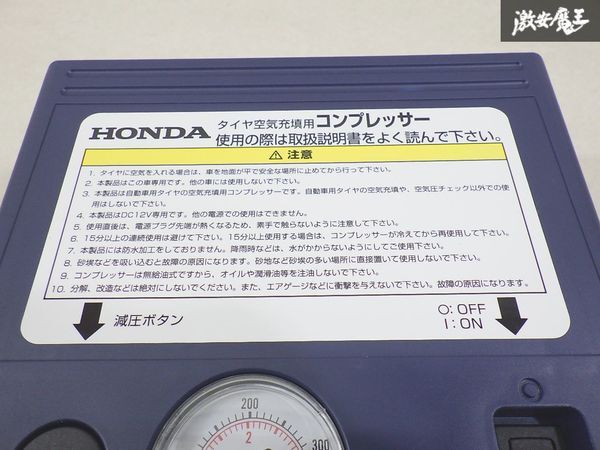 激安魔王
HONDA タイヤ空気充填用コンプレッサー
使用の際は取扱説明書をよく読んで下さい。
⚠ 注意
1. タイヤに空気を入れる場合は、車を地面が平で安全な場所に止めてから行って下さい。
2. 本製品はこの車専用です。他の車には使用しないで下さい。
3. 本製品は自動車用タイヤの空気充填用コンプレッサーです。自動車用タイヤの空気充填や、空気圧チェック以外での使
用はしないで下さい。
4. 本製品はDC12V専用です。他の電源での使用はできません。
5. 使用直後は、電源プラグ先端が熱くなるため、素手で触らないように注意して下さい。
6. 15分以上の連続使用は避けて下さい。15分以上使用する場合は、コンプレッサーが冷えてから再使用して下さい。
7. 本製品には防水加工をしておりません。降雨時などは、水がかからないようにしてご使用下さい。
8. 砂埃などを吸い込むと故障の原因になります。砂地など砂埃の多い場所に直接置いて使用しないで下さい。
9. コンプレッサーは無給油式ですから、オイルや潤滑油等を注油しないで下さい。
10. 分解、改造などは絶対にしないでください。また、エアゲージなどに衝撃を与えないで下さい。故障の原因になります。
減圧ボタン
O: OFF
I: ON
200
300
2